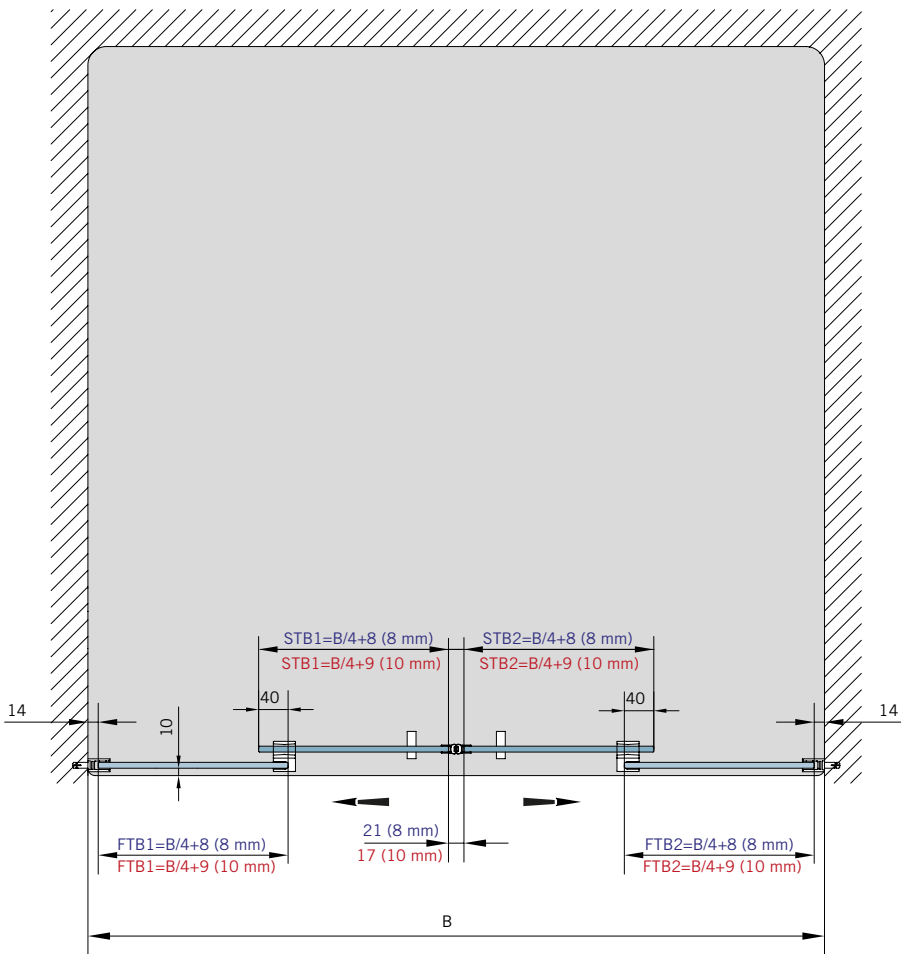 STB1=B/4+8 (8 mm)
STB2=B/4+8 (8 mm)
STB1=B/4+9 (10 mm)
STB2=B/4+9 (10 mm)
40
40
14
10
14
21 (8 mm)
17 (10 mm)
FTB1=B/4+8 (8 mm)
FTB1=B/4+9 (10 mm)
FTB2=B/4+8 (8 mm)
FTB2=B/4+9 (10 mm)
B